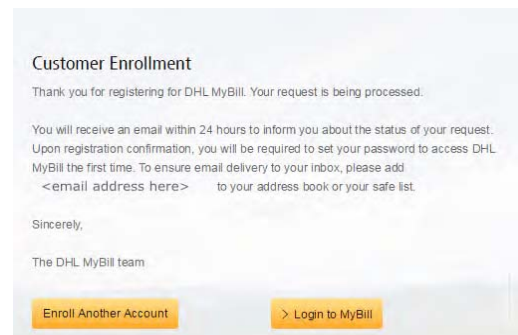 Customer Enrollment
Thank you for registering for DHL MyBill. Your request is being processed.
You will receive an email within 24 hours to inform you about the status of your request.
Upon registration confirmation, you will be required to set your password to access DHL
MyBill the first time. To ensure email delivery to your inbox, please add
<email address here> to your address book or your safe list.
Sincerely,
The DHL MyBill team
Enroll Another Account > Login to MyBill